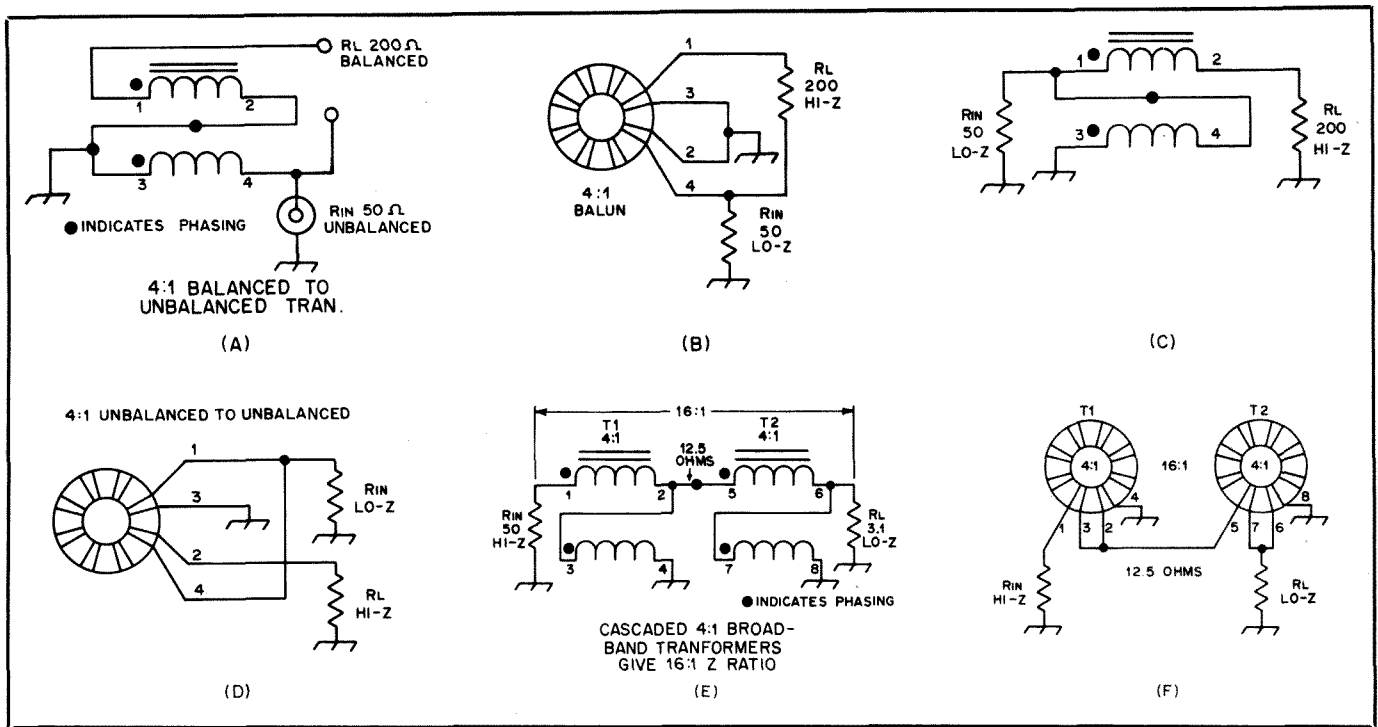 RL 200Ω
BALANCED
1
2
3
4
● INDICATES PHASING
RIN 50Ω
UNBALANCED
4:1 BALANCED TO
UNBALANCED TRAN.
(A)
1
3
2
4
RL
200
HI-Z
4:1
BALUN
RIN
50
LO-Z
(B)
1
2
RIN
50
LO-Z
3
4
RL
200
HI-Z
(C)
4:1 UNBALANCED TO UNBALANCED
1
3
2
4
RIN
LO-Z
RL
HI-Z
(D)
16:1
T1
4:1
12.5
OHMS
T2
4:1
1
2
5
6
RIN
50
HI-Z
3
4
7
8
RL
3.1
LO-Z
● INDICATES PHASING
CASCADED 4:1 BROAD-
BAND TRANFORMERS
GIVE 16:1 Z RATIO
(E)
T1
T2
4:1
16:1
4:1
4
8
1
3
2
5
7
6
12.5 OHMS
RIN
HI-Z
RL
LO-Z
(F)